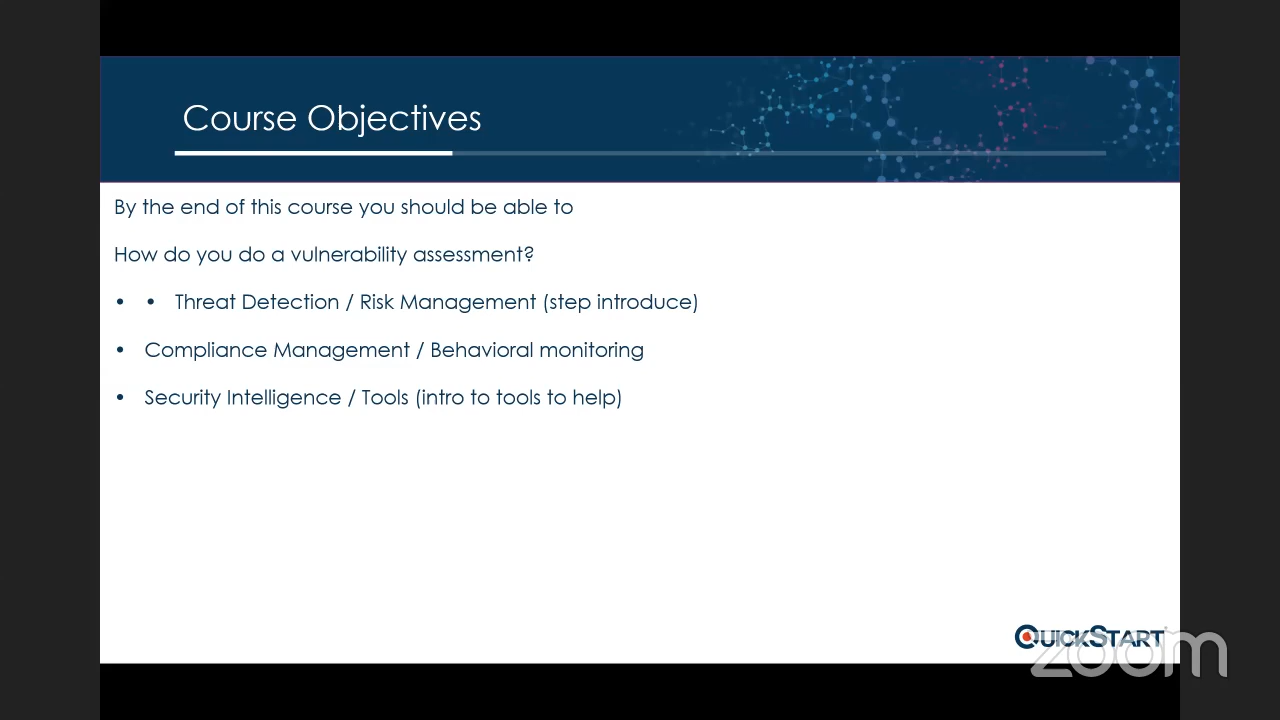 Course Objectives
By the end of this course you should be able to
How do you do a vulnerability assessment?
• • Threat Detection / Risk Management (step introduce)
• Compliance Management / Behavioral monitoring
• Security Intelligence / Tools (intro to tools to help)
QUICKSTART
zoom